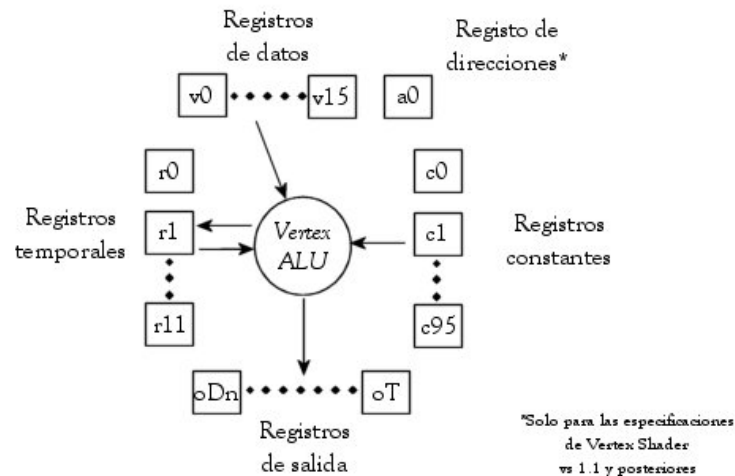 Registros
de datos
Registo de
direcciones*
v0
v15
a0
r0
c0
Registros
temporales
r1
Vertex
ALU
c1
Registros
constantes
r11
c95
oDn
oT
Registros
de salida
*Solo para las especificaciones
de Vertex Shader
vs 1.1 y posteriores